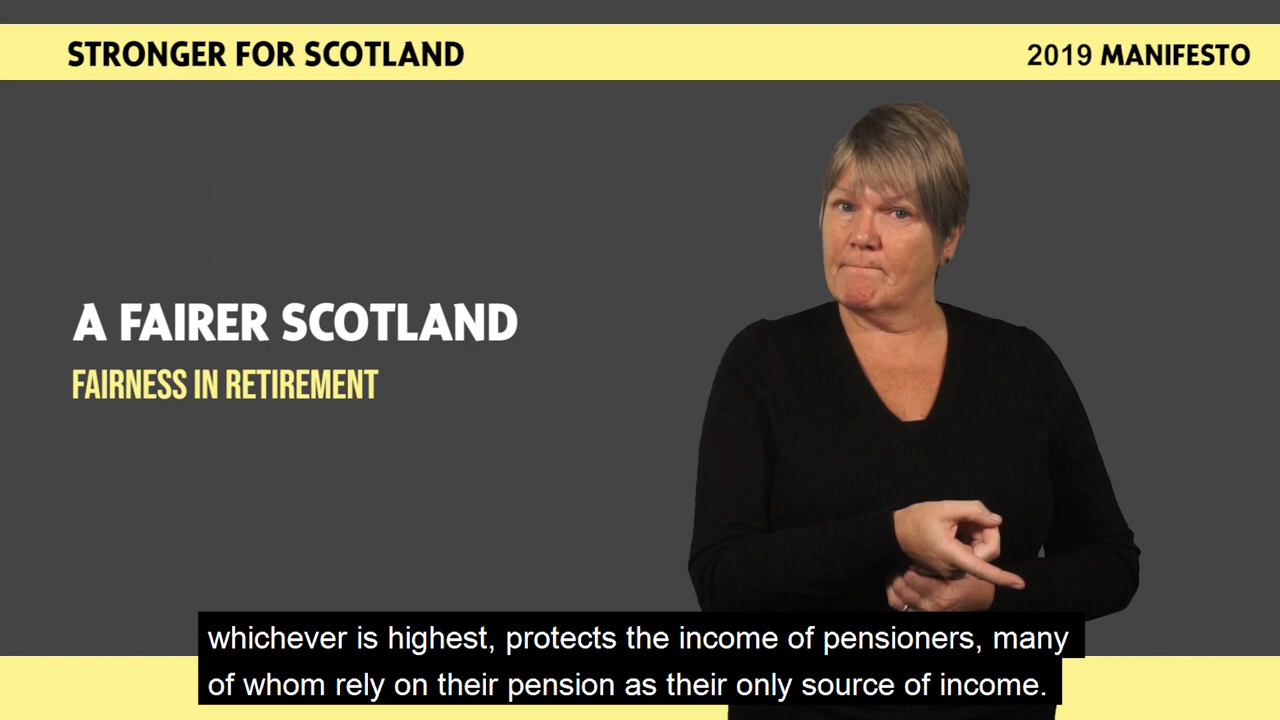 STRONGER FOR SCOTLAND
2019 MANIFESTO
A FAIRER SCOTLAND
FAIRNESS IN RETIREMENT
whichever is highest, protects the income of pensioners, many
of whom rely on their pension as their only source of income.